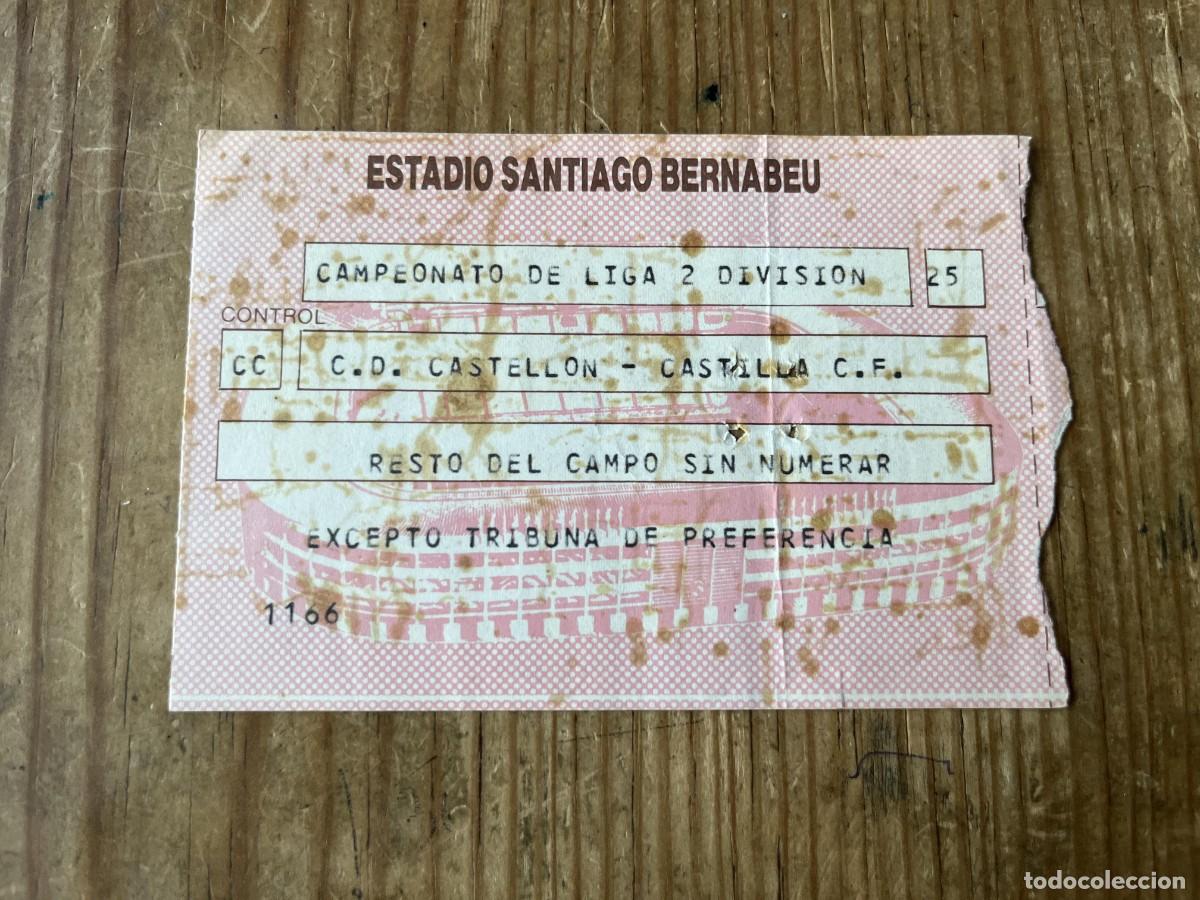 ESTADIO SANTIAGO BERNABEU
CAMPEONATO DE LIGA 2 DIVISION 25
CONTROL
CC C.D. CASTELLON - CASTILLA C.F.
RESTO DEL CAMPO SIN NUMERAR
EXCEPTO TRIBUNA DE PREFERENCIA
1166
todocoleccion